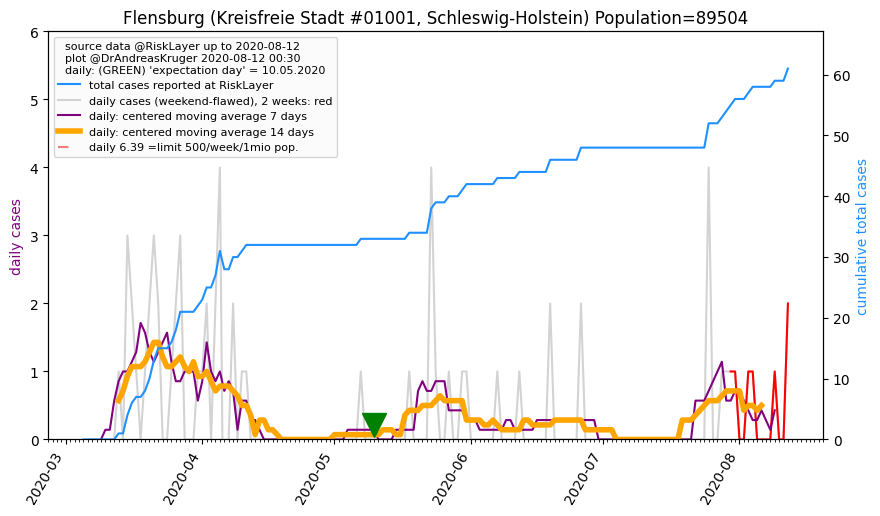 Flensburg (Kreisfreie Stadt #01001, Schleswig-Holstein) Population=89504
source data @RiskLayer up to 2020-08-12
plot @DrAndreasKruger 2020-08-12 00:30
daily: (GREEN) 'expectation day' = 10.05.2020
total cases reported at RiskLayer
daily cases (weekend-flawed), 2 weeks: red
daily: centered moving average 7 days
daily: centered moving average 14 days
daily 6.39 =limit 500/week/1mio pop.
daily cases
6
5
4
3
2
1
0
cumulative total cases
60
50
40
30
20
10
0
2020-03
2020-04
2020-05
2020-06
2020-07
2020-08